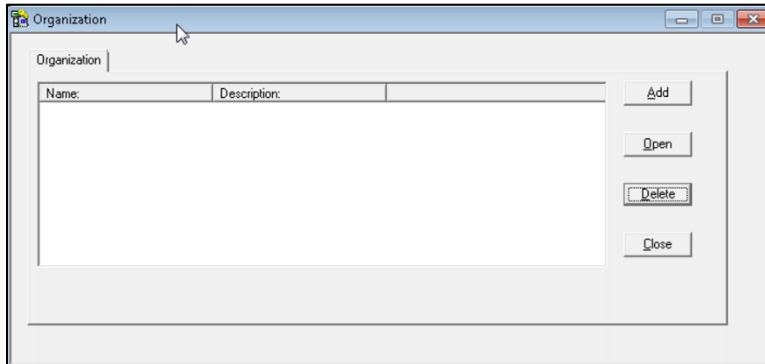 Organization
Organization
Name: Description:
Add
Open
Delete
Close